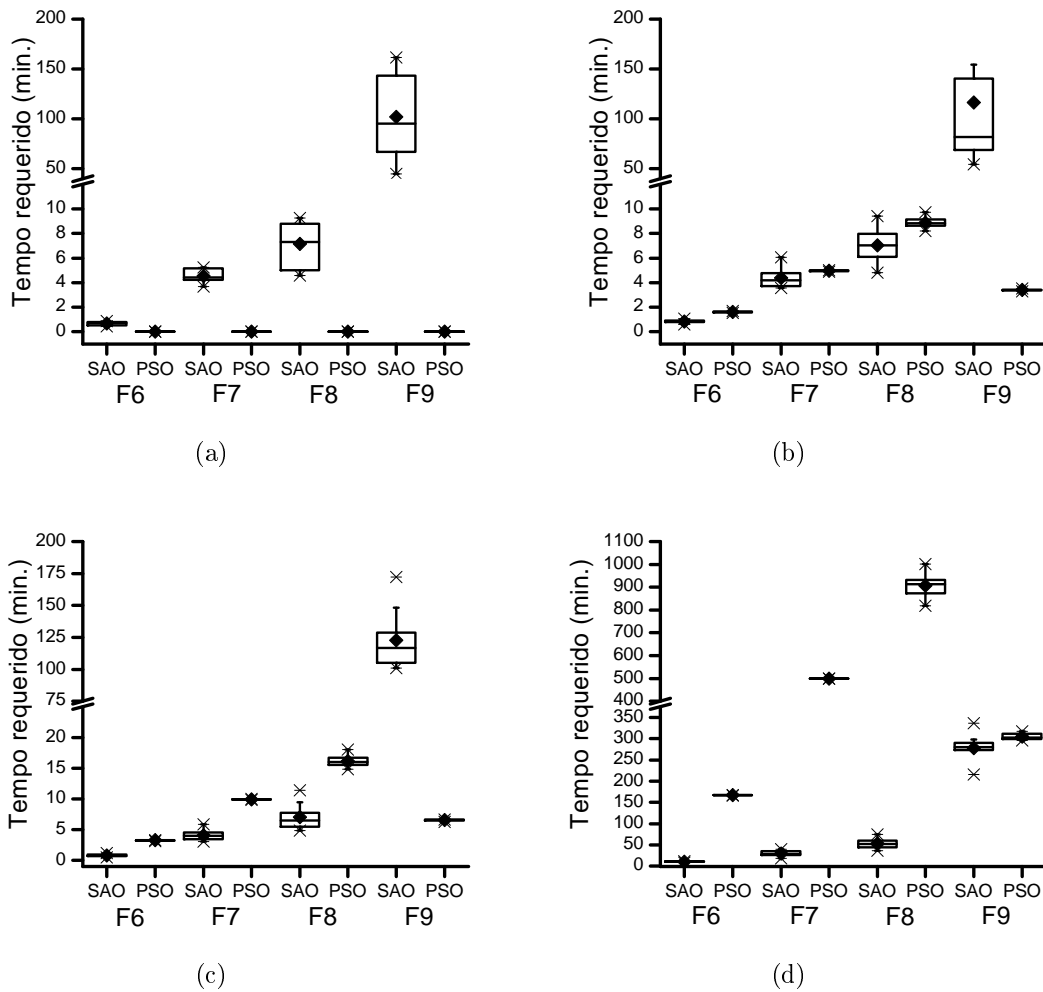 Tempo requerido (min.)
200
150
100
50
10
8
6
4
2
0
SAO PSO SAO PSO SAO PSO SAO PSO
F6 F7 F8 F9
(a)
Tempo requerido (min.)
200
150
100
50
10
8
6
4
2
0
SAO PSO SAO PSO SAO PSO SAO PSO
F6 F7 F8 F9
(b)
Tempo requerido (min.)
200
175
150
125
100
75
20
15
10
5
0
SAO PSO SAO PSO SAO PSO SAO PSO
F6 F7 F8 F9
(c)
Tempo requerido (min.)
1100
1000
900
800
700
600
500
400
350
300
250
200
150
100
50
0
SAO PSO SAO PSO SAO PSO SAO PSO
F6 F7 F8 F9
(d)